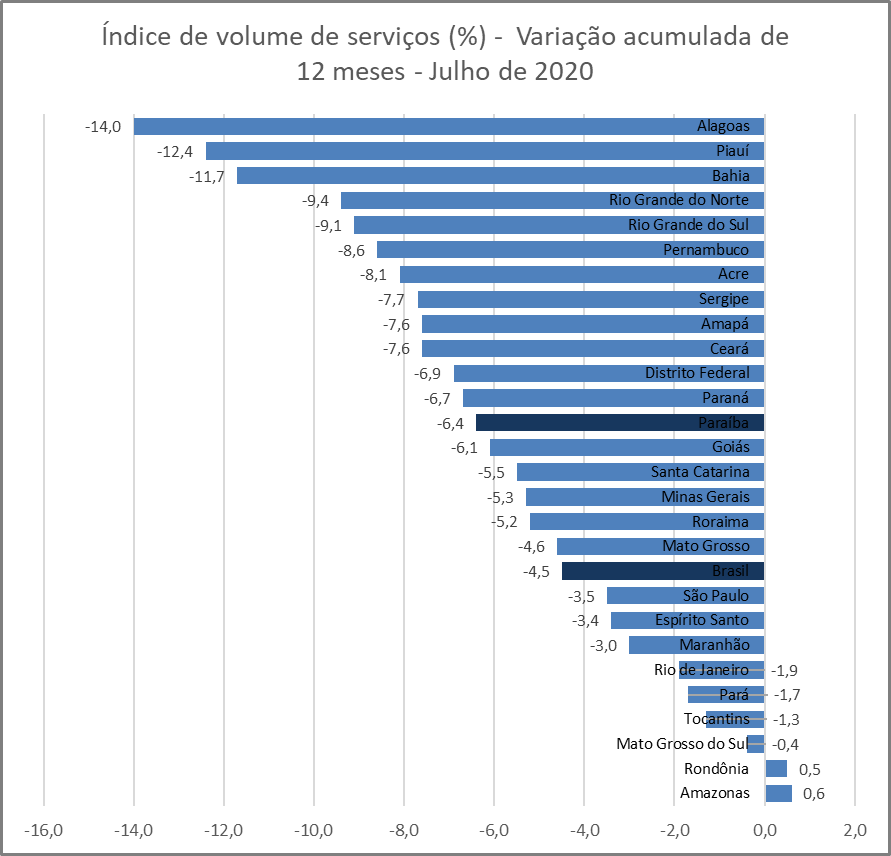 Índice de volume de serviços (%) - Variação acumulada de
12 meses - Julho de 2020
-14,0 Alagoas
-12,4 Piauí
-11,7 Bahia
-9,4 Rio Grande do Norte
-9,1 Rio Grande do Sul
-8,6 Pernambuco
-8,1 Acre
-7,7 Sergipe
-7,6 Amapá
-7,6 Ceará
-6,9 Distrito Federal
-6,7 Paraná
-6,4 Paraíba
-6,1 Goiás
-5,5 Santa Catarina
-5,3 Minas Gerais
-5,2 Roraima
-4,6 Mato Grosso
-4,5 Brasil
-3,5 São Paulo
-3,4 Espírito Santo
-3,0 Maranhão
Rio de Janeiro -1,9
Pará -1,7
Tocantins -1,3
Mato Grosso do Sul -0,4
Rondônia 0,5
Amazonas 0,6
-16,0 -14,0 -12,0 -10,0 -8,0 -6,0 -4,0 -2,0 0,0 2,0